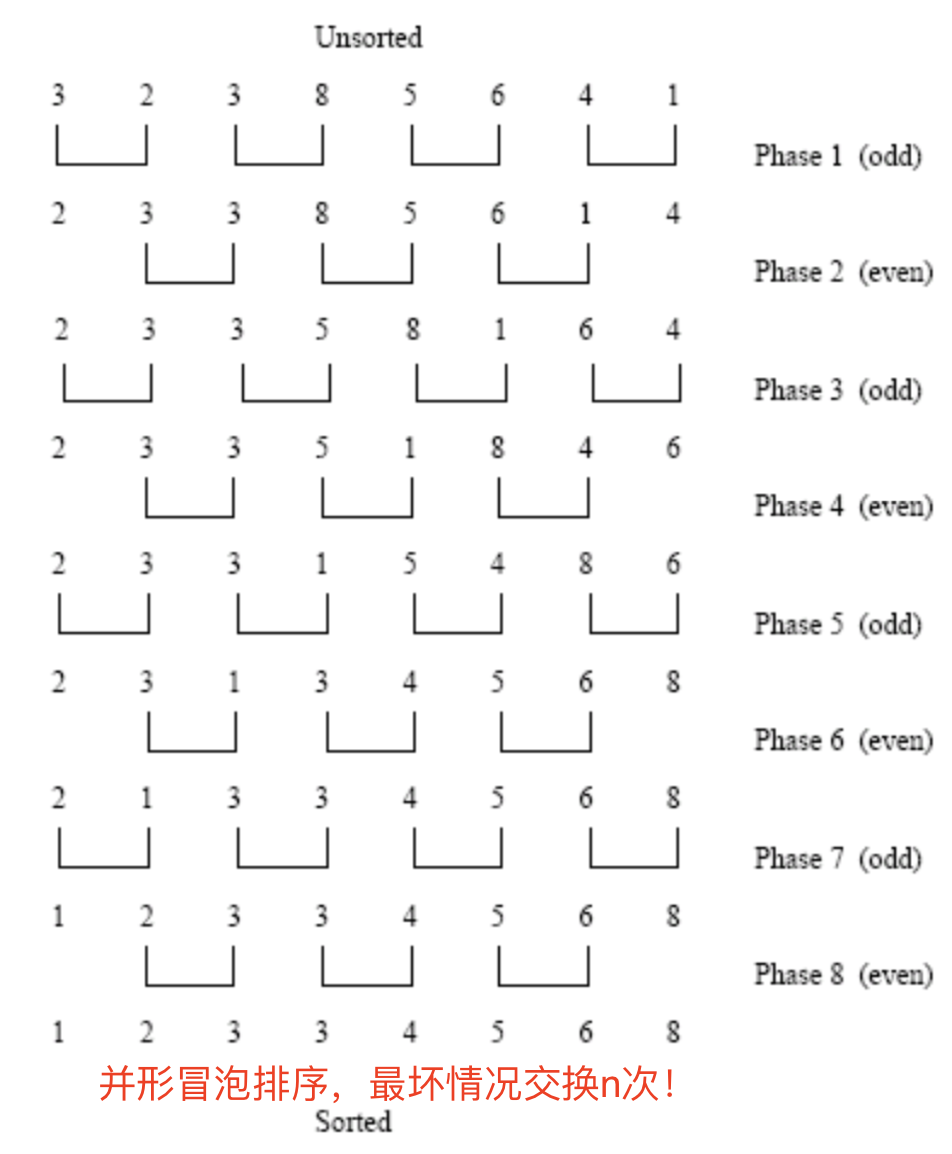 Unsorted
3 2 3 8 5 6 4 1
Phase 1 (odd)
2 3 3 8 5 6 1 4
Phase 2 (even)
2 3 3 5 8 1 6 4
Phase 3 (odd)
2 3 3 5 1 8 4 6
Phase 4 (even)
2 3 3 1 5 4 8 6
Phase 5 (odd)
2 3 1 3 4 5 6 8
Phase 6 (even)
2 1 3 3 4 5 6 8
Phase 7 (odd)
1 2 3 3 4 5 6 8
Phase 8 (even)
1 2 3 3 4 5 6 8
并形冒泡排序，最坏情况交换n次！
Sorted